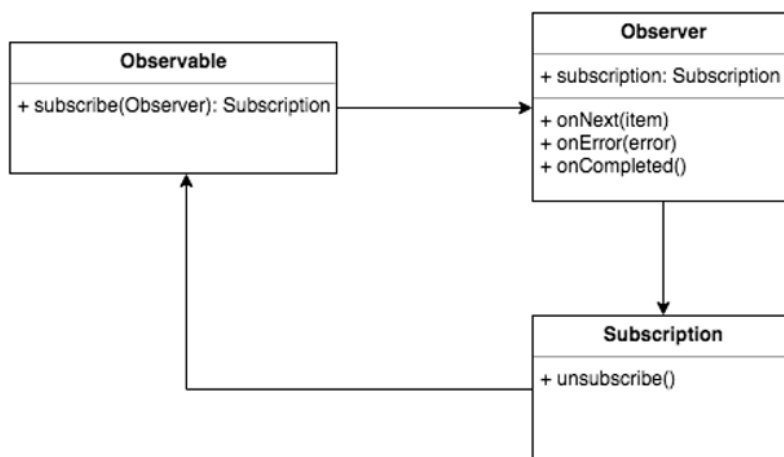 Observable
+ subscribe(Observer): Subscription
Observer
+ subscription: Subscription
+ onNext(item)
+ onError(error)
+ onCompleted()
Subscription
+ unsubscribe()